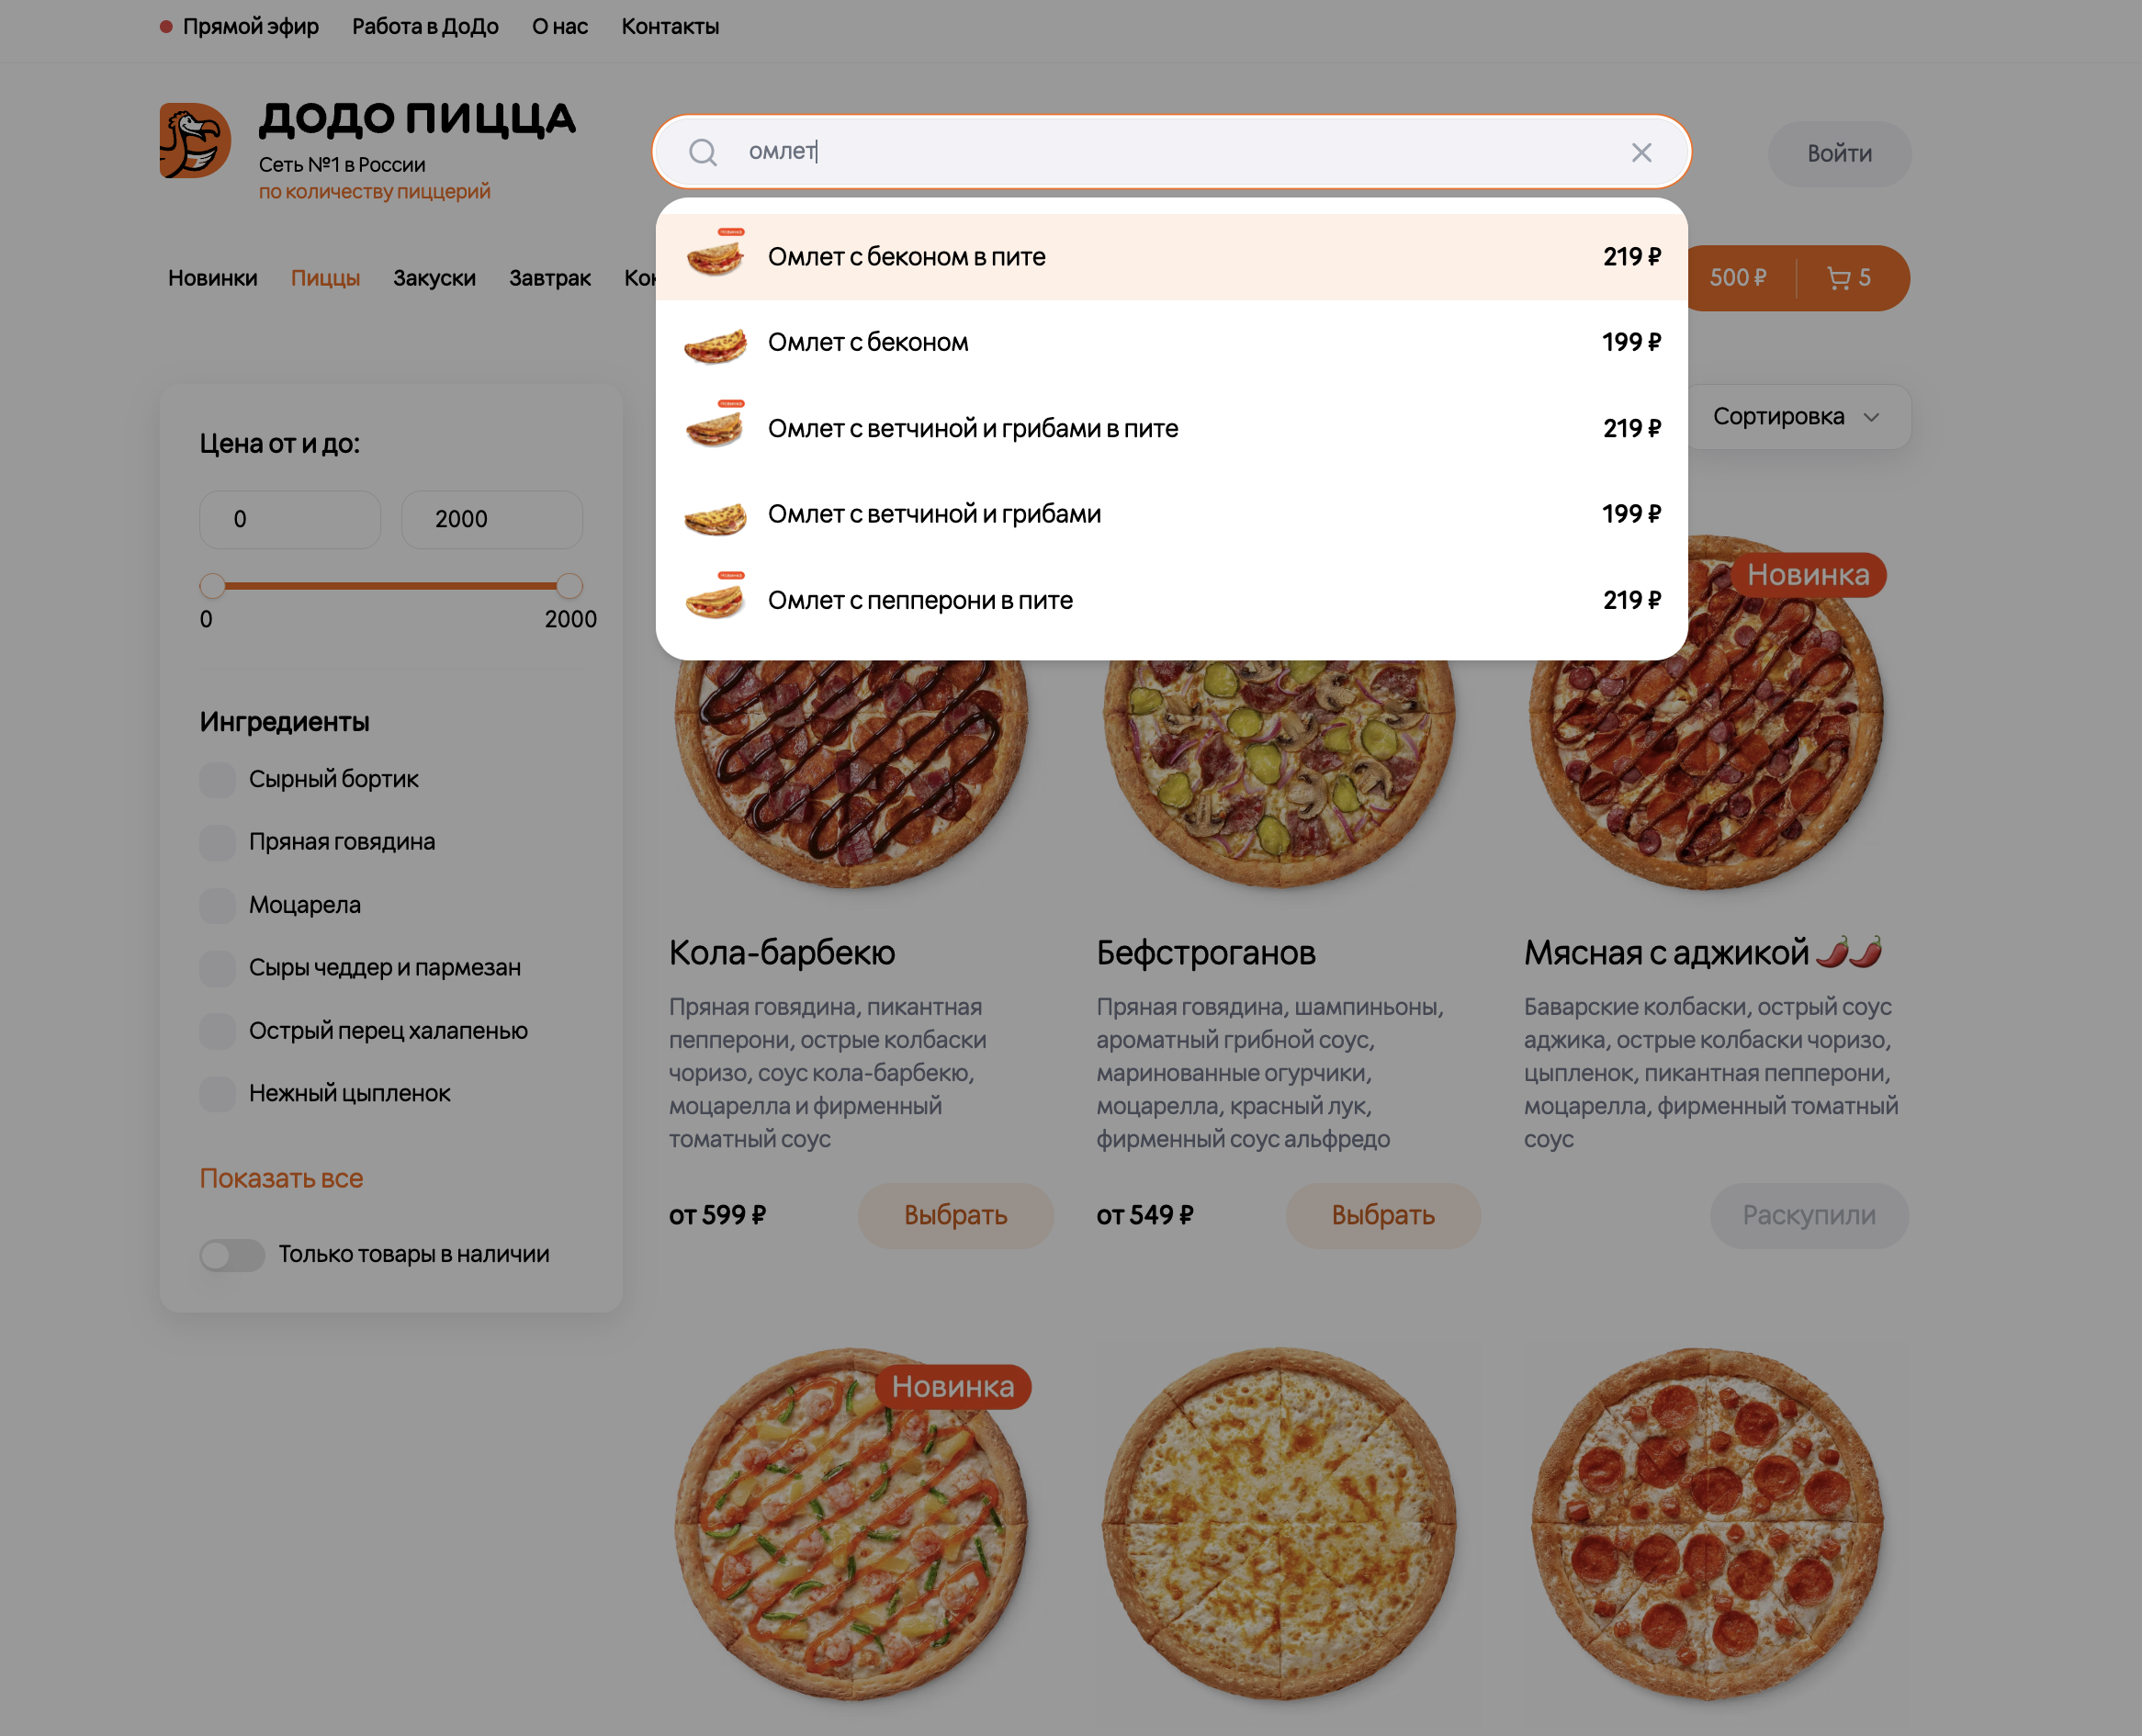 Прямой эфир Работа в ДоДо О нас Контакты
ДОДО ПИЦЦА
Сеть №1 в России
по количеству пиццерий
омлет
Войти
Новинки Пиццы Закуски Завтрак
500 ₽ 5
Омлет с беконом в пите 219 ₽
Омлет с беконом 199 ₽
Омлет с ветчиной и грибами в пите 219 ₽
Омлет с ветчиной и грибами 199 ₽
Омлет с пепперони в пите 219 ₽
Сортировка
Цена от и до:
0 2000
0 2000
Ингредиенты
Сырный бортик
Пряная говядина
Моцарела
Сыры чеддер и пармезан
Острый перец халапенью
Нежный цыпленок
Показать все
Только товары в наличии
Кола-барбекю
Пряная говядина, пикантная
пепперони, острые колбаски
чоризо, соус кола-барбекю,
моцарелла и фирменный
томатный соус
от 599 ₽ Выбрать
Бефстроганов
Пряная говядина, шампиньоны,
ароматный грибной соус,
маринованные огурчики,
моцарелла, красный лук,
фирменный соус альфредо
от 549 ₽ Выбрать
Новинка
Мясная с аджикой 🌶️🌶️
Баварские колбаски, острый соус
аджика, острые колбаски чоризо,
цыпленок, пикантная пепперони,
моцарелла, фирменный томатный
соус
Раскупили
Новинка